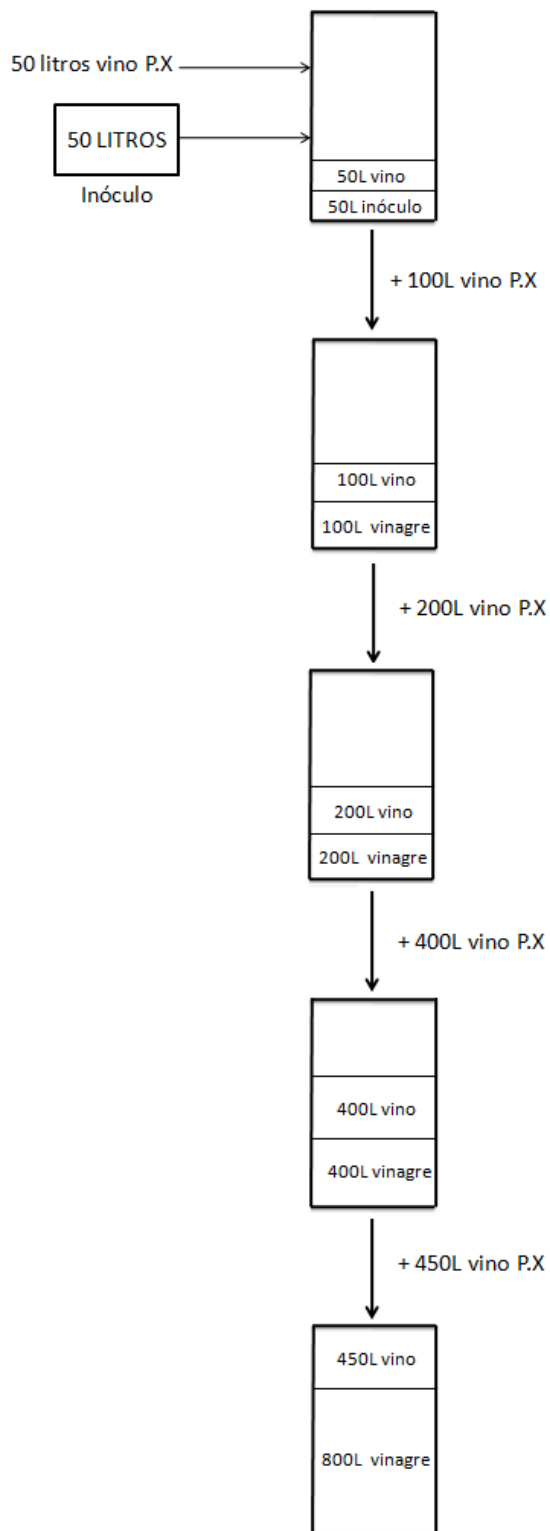 50 litros vino P.X
50 LITROS
Inóculo
50L vino
50L inóculo
+ 100L vino P.X
100L vino
100L vinagre
+ 200L vino P.X
200L vino
200L vinagre
+ 400L vino P.X
400L vino
400L vinagre
+ 450L vino P.X
450L vino
800L vinagre